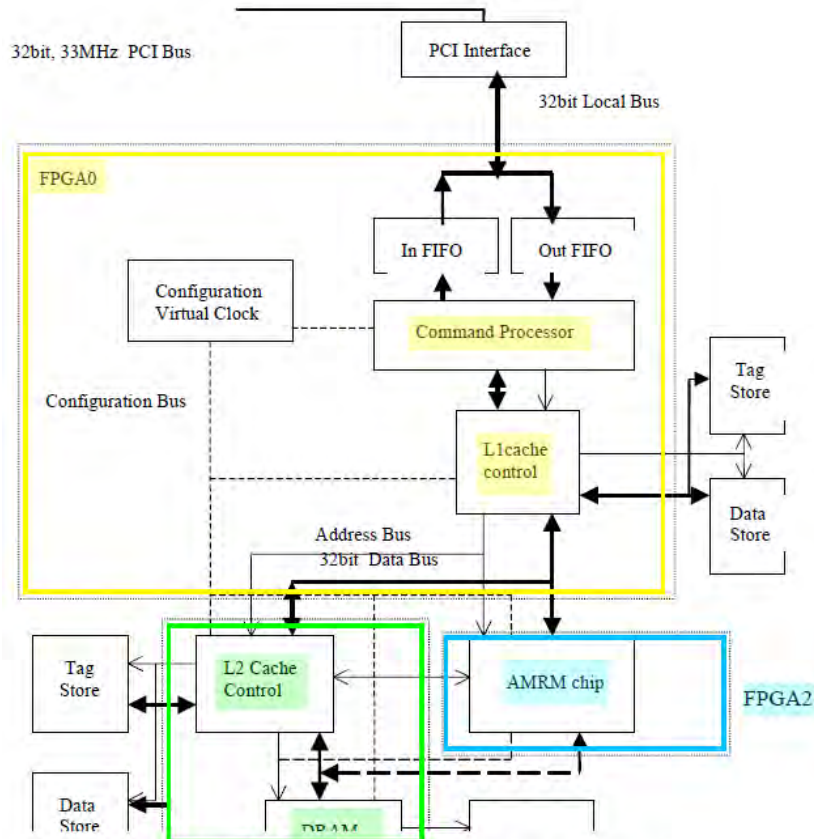 32bit, 33MHz PCI Bus
PCI Interface
32bit Local Bus
FPGA0
In FIFO
Out FIFO
Configuration
Virtual Clock
Command Processor
Configuration Bus
Tag
Store
L1cache
control
Data
Store
Address Bus
32bit Data Bus
Tag
Store
L2 Cache
Control
AMRM chip
FPGA2
Data
Store
DRAM